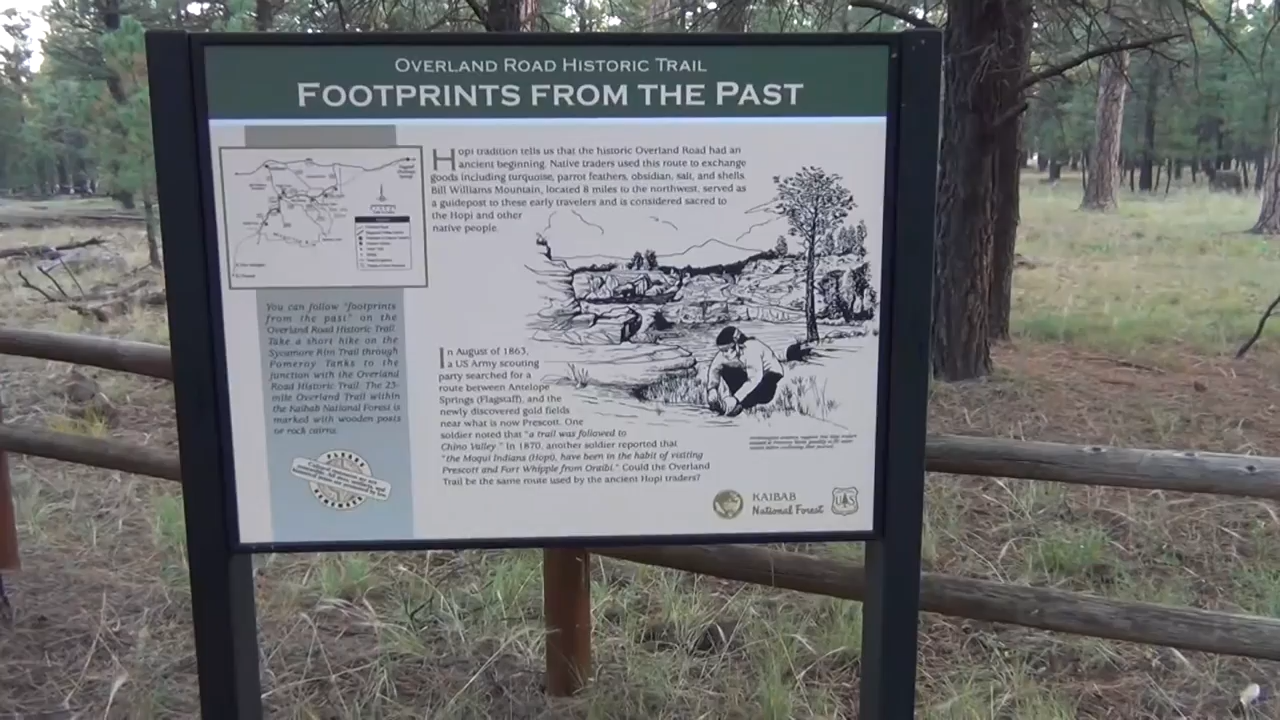 OVERLAND ROAD HISTORIC TRAIL
FOOTPRINTS FROM THE PAST
Hopi tradition tells us that the historic Overland Road had an
ancient beginning. Native traders used this route to exchange
goods including turquoise, parrot feathers, obsidian, salt, and shells.
Bill Williams Mountain, located 8 miles to the northwest, served as
a guidepost to these early travelers and is considered sacred to
the Hopi and other
native people.
You can follow "footprints
from the past" on the
Overland Road Historic Trail.
Take a short hike on the
Sycamore Rim Trail through
Pomeroy Tanks to the
junction with the Overland
Road Historic Trail. The 25-
mile Overland Trail within
the Kaibab National Forest is
marked with wooden posts
or rock cairns.
In August of 1863,
a US Army scouting
party searched for a
route between Antelope
Springs (Flagstaff), and the
newly discovered gold fields
near what is now Prescott. One
soldier noted that "a trail was followed to
Chino Valley." In 1870, another soldier reported that
"the Moqui Indians (Hopi), have been in the habit of visiting
Prescott and Fort Whipple from Oraibi." Could the Overland
Trail be the same route used by the ancient Hopi traders?
KAIBAB
National Forest
UAS